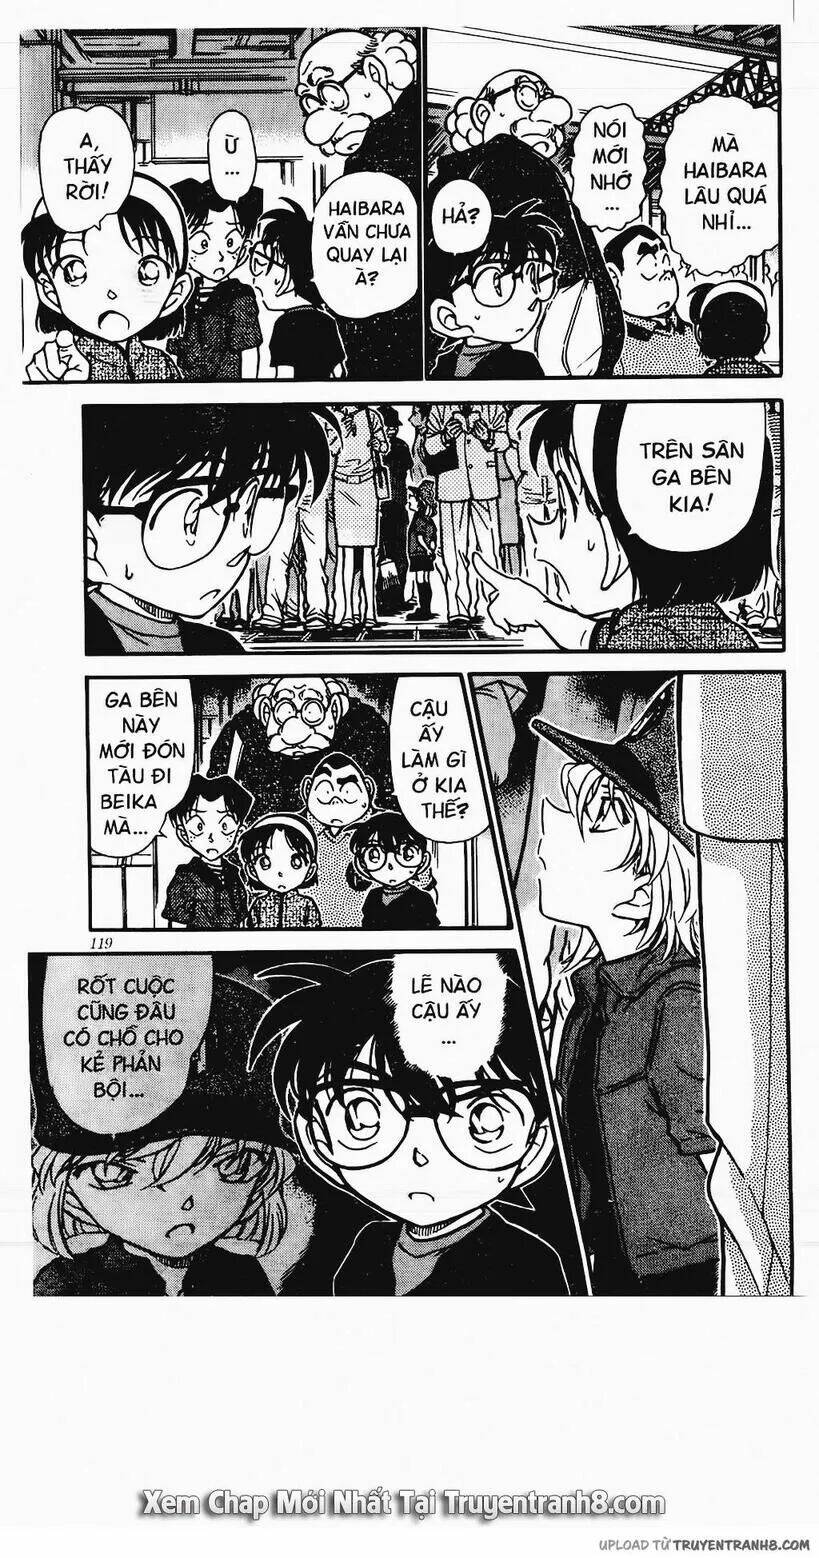 MÀ
HAIBARA
LÂU QUÁ
NHỈ...
NÓI
MỚI
NHỚ
...
HẢ?
HAIBARA
VẪN CHƯA
QUAY LẠI
À?
Ừ
...
A,
THẤY
RỒI!
TRÊN SÂN
GA BÊN
KIA!
CẬU
ẤY
LÀM GÌ
Ở KIA
THẾ?
GA BÊN
NÀY
MỚI ĐÓN
TÀU ĐI
BEIKA
MÀ...
119
LẼ NÀO
CẬU ẤY
...
RỐT CUỘC
CŨNG ĐÂU
CÓ CHỖ CHO
KẺ PHẢN
BỘI...
Xem Chap Mới Nhất Tại Truyentranh8.com
UPLOAD TỪ TRUYENTRANH8.COM